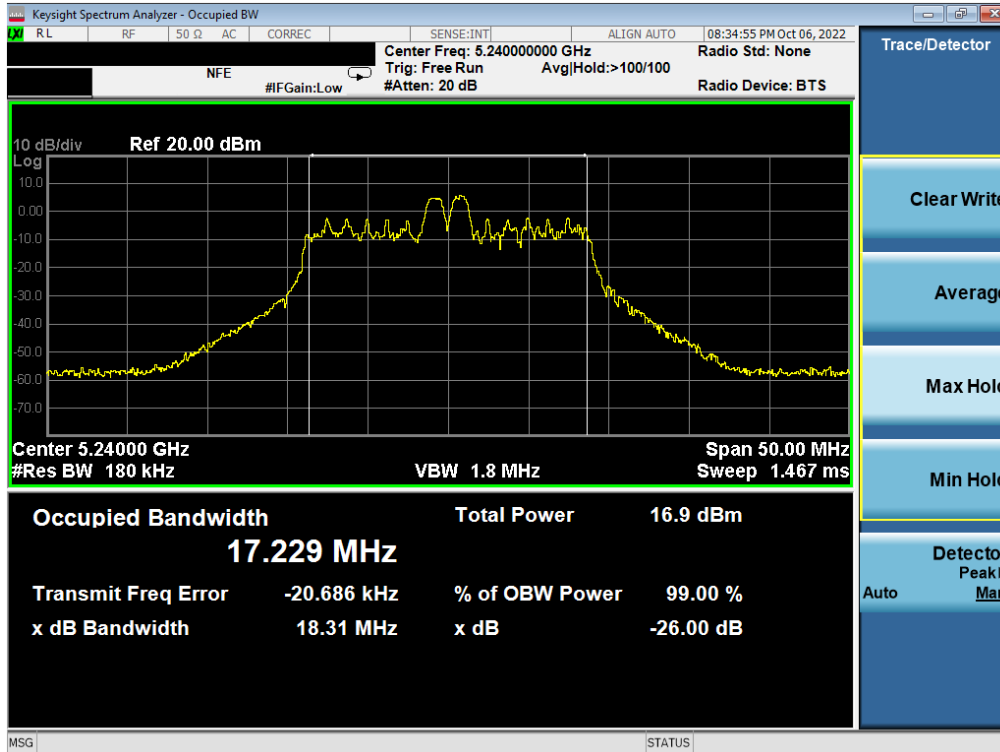 Keysight Spectrum Analyzer - Occupied BW
LXI RL RF 50 Ω AC CORREC SENSE:INT ALIGN AUTO 08:34:55 PM Oct 06, 2022
Center Freq: 5.240000000 GHz Radio Std: None
NFE Trig: Free Run Avg|Hold:>100/100
#IFGain:Low #Atten: 20 dB Radio Device: BTS
10 dB/div Ref 20.00 dBm
Log
10.0
0.00
-10.0
-20.0
-30.0
-40.0
-50.0
-60.0
-70.0
Center 5.24000 GHz Span 50.00 MHz
#Res BW 180 kHz VBW 1.8 MHz Sweep 1.467 ms
Occupied Bandwidth Total Power 16.9 dBm
17.229 MHz
Transmit Freq Error -20.686 kHz % of OBW Power 99.00 %
x dB Bandwidth 18.31 MHz x dB -26.00 dB
MSG STATUS
Trace/Detector
Clear Write
Average
Max Hold
Min Hold
Detecto
Peak
Auto Man